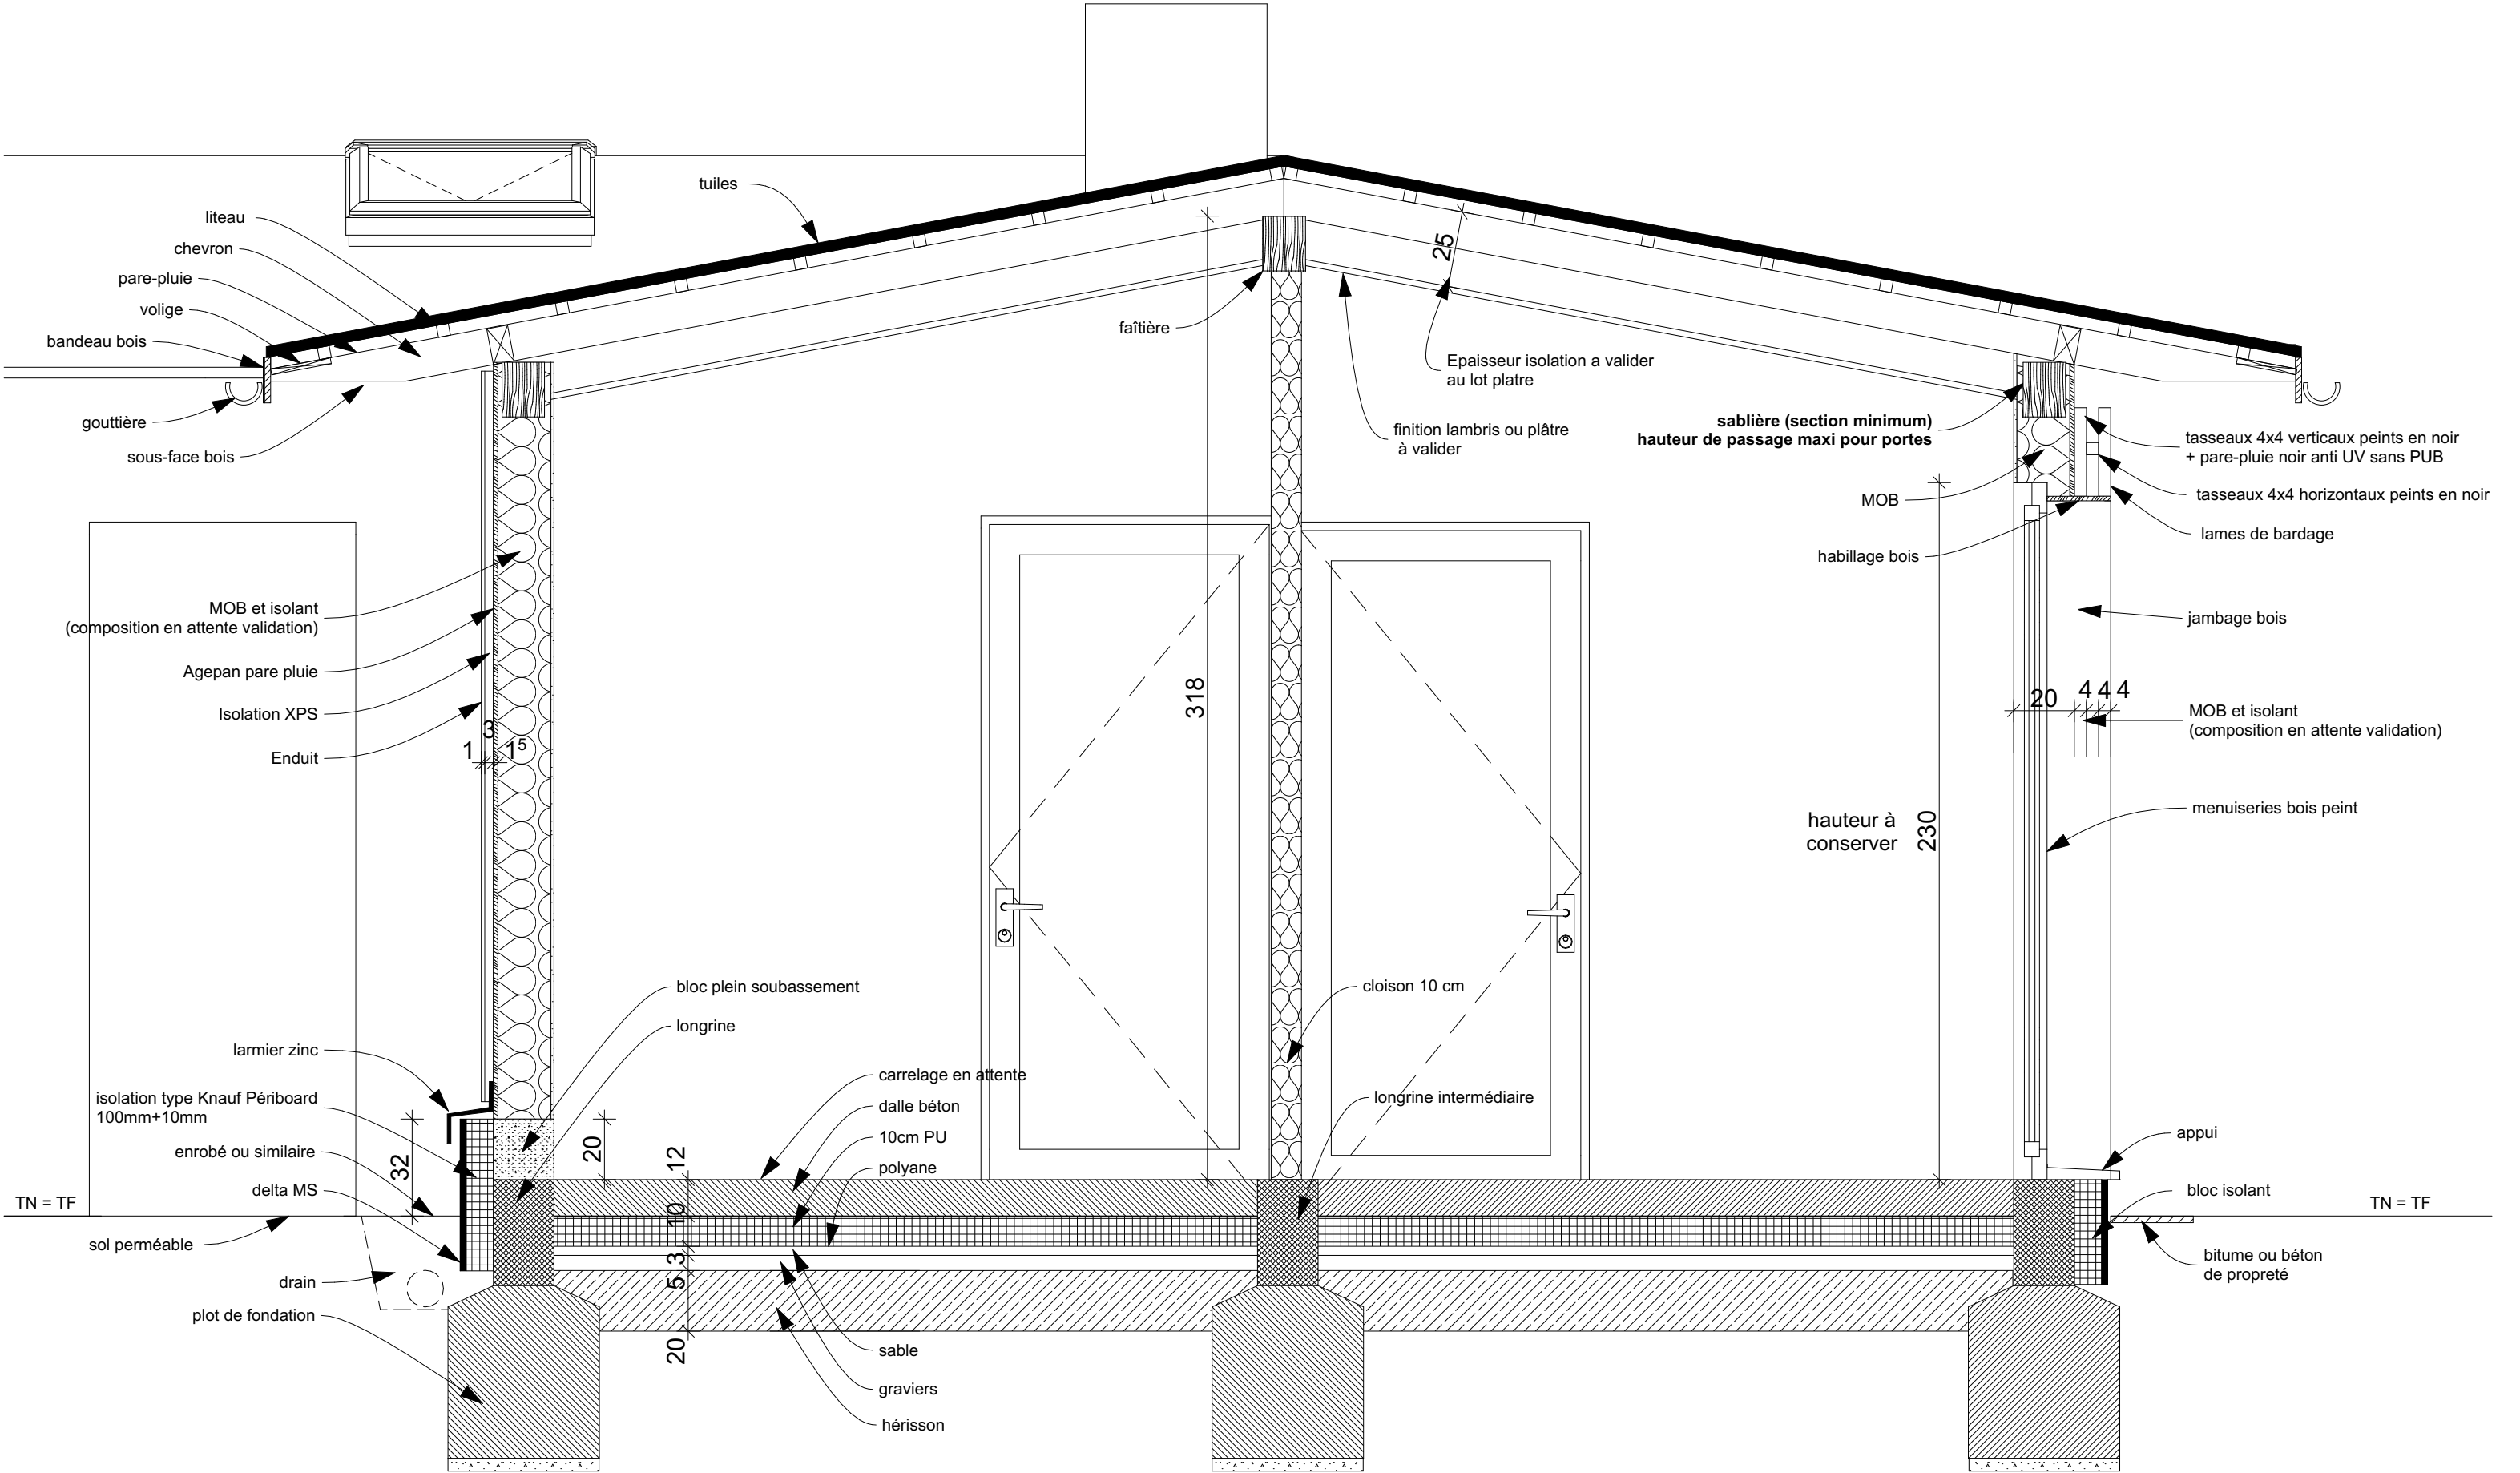 tuiles
liteau
chevron
pare-pluie
volige
bandeau bois
gouttière
sous-face bois
25
faîtière
Epaisseur isolation a valider
au lot platre
finition lambris ou plâtre
à valider
sablière (section minimum)
hauteur de passage maxi pour portes
tasseaux 4x4 verticaux peints en noir
+ pare-pluie noir anti UV sans PUB
tasseaux 4x4 horizontaux peints en noir
MOB
lames de bardage
habillage bois
MOB et isolant
(composition en attente validation)
Agepan pare pluie
Isolation XPS
Enduit
1
3
1⁵
318
jambage bois
20
4
4
4
MOB et isolant
(composition en attente validation)
menuiseries bois peint
hauteur à
conserver
230
bloc plein soubassement
longrine
cloison 10 cm
larmier zinc
isolation type Knauf Périboard
100mm+10mm
enrobé ou similaire
delta MS
TN = TF
sol perméable
drain
plot de fondation
32
20
carrelage en attente
dalle béton
10cm PU
polyane
longrine intermédiaire
12
10
3
5
20
sable
graviers
hérisson
appui
bloc isolant
TN = TF
bitume ou béton
de propreté